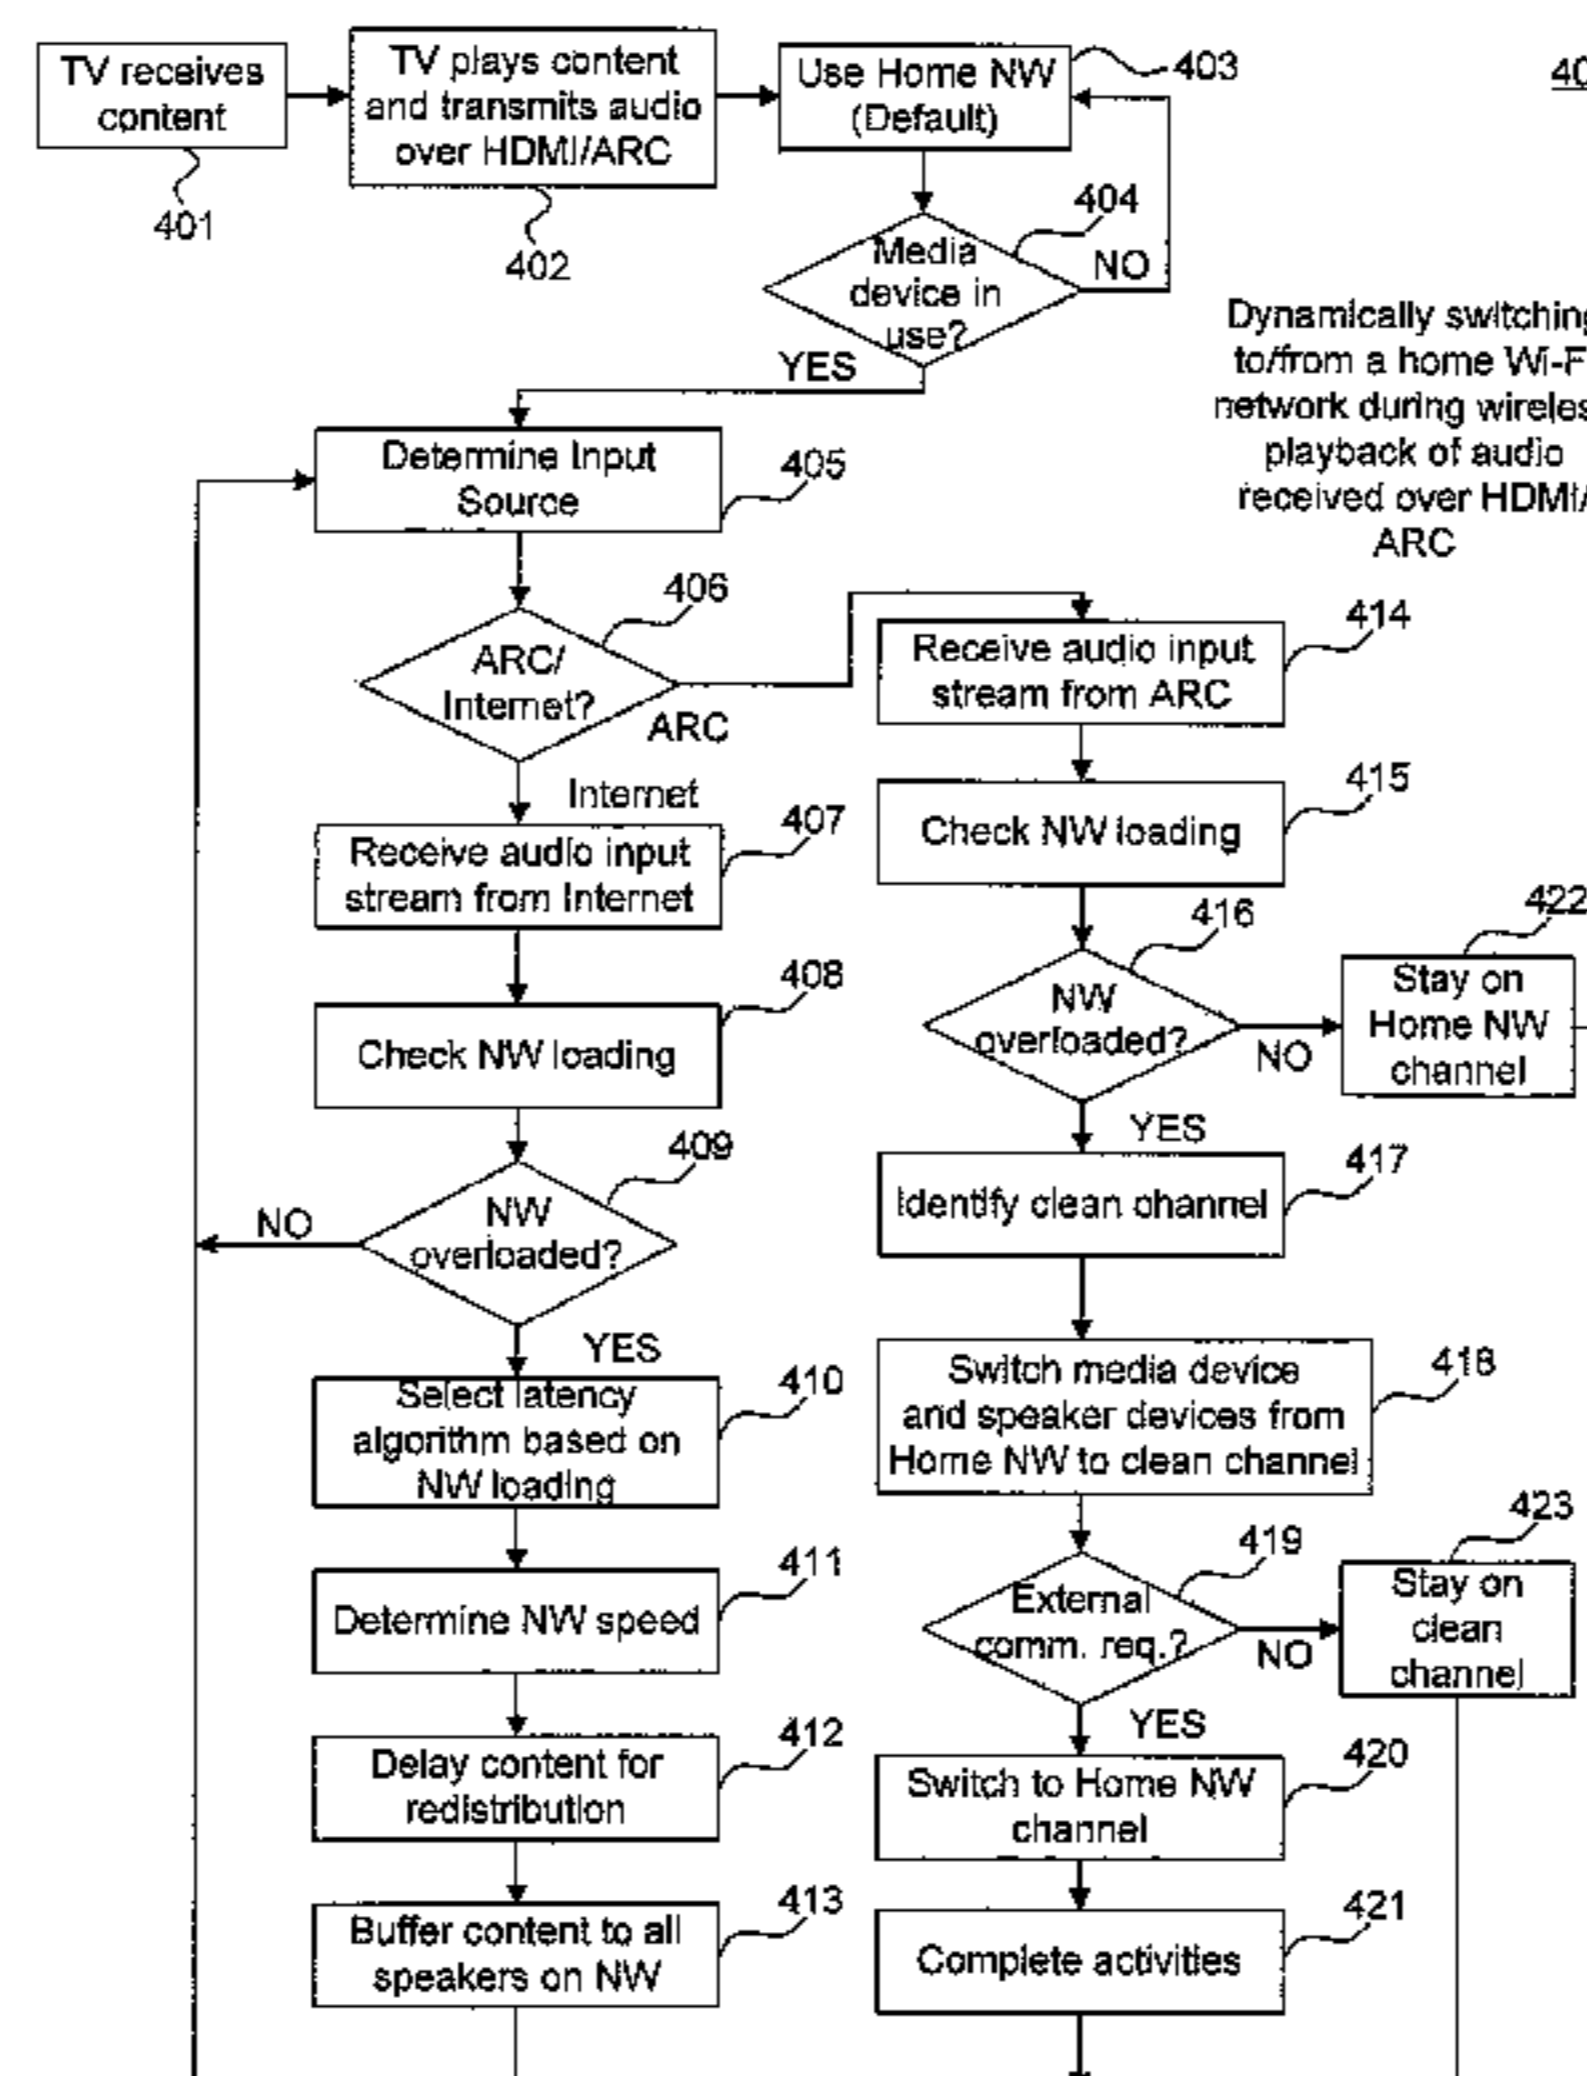 TV receives
content
401
TV plays content
and transmits audio
over HDMI/ARC
402
Use Home NW
(Default)
403
40
Media
device in
use?
404
NO
YES
Dynamically switching
to/from a home Wi-F
network during wireles
playback of audio
received over HDMI/
ARC
Determine Input
Source
405
ARC/
Internet?
406
ARC
Internet
Receive audio input
stream from Internet
407
Check NW loading
408
NW
overloaded?
409
NO
YES
Select latency
algorithm based on
NW loading
410
Determine NW speed
411
Delay content for
redistribution
412
Buffer content to all
speakers on NW
413
Receive audio input
stream from ARC
414
Check NW loading
415
NW
overloaded?
416
NO
Stay on
Home NW
channel
422
YES
Identify clean channel
417
Switch media device
and speaker devices from
Home NW to clean channel
418
External
comm. req.?
419
NO
Stay on
clean
channel
423
YES
Switch to Home NW
channel
420
Complete activities
421